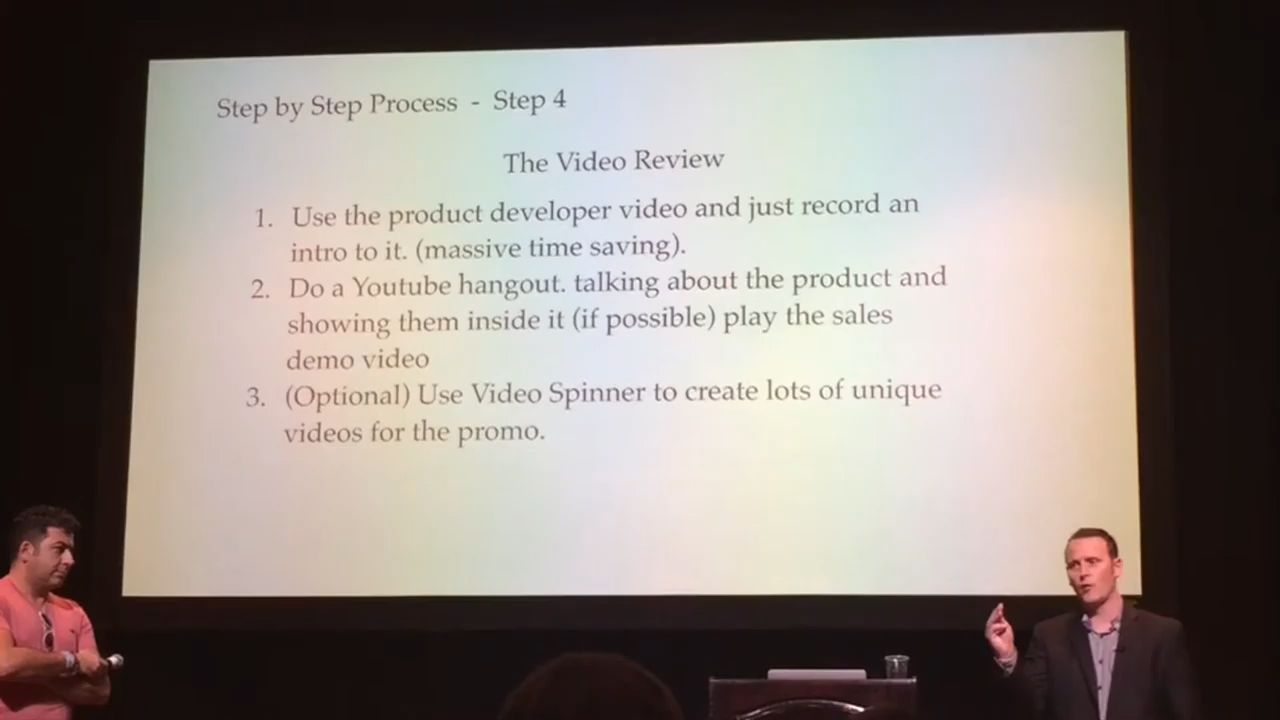 Step by Step Process - Step 4
The Video Review
1. Use the product developer video and just record an
intro to it. (massive time saving).
2. Do a Youtube hangout. talking about the product and
showing them inside it (if possible) play the sales
demo video
3. (Optional) Use Video Spinner to create lots of unique
videos for the promo.